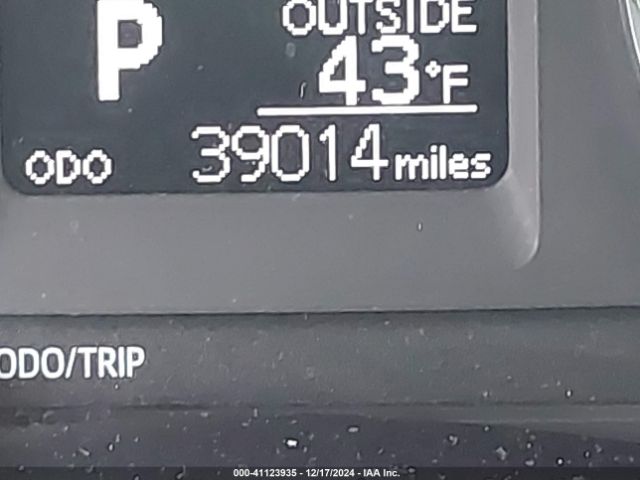 P
OUTSIDE
43°F
ODO 39014 miles
ODO/TRIP
000-41123935 - 12/17/2024 - IAA Inc.